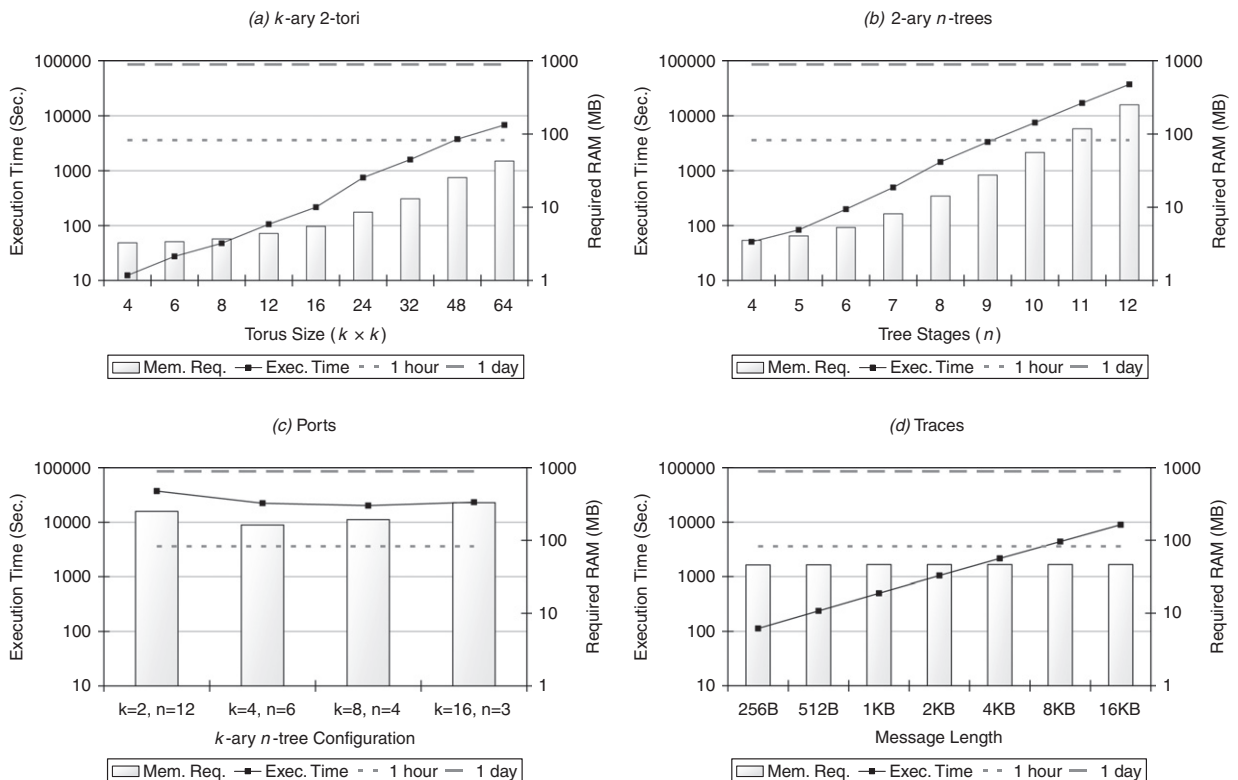 (a) k-ary 2-tori
Execution Time (Sec.)
100000
10000
1000
100
10
Required RAM (MB)
1000
100
10
1
4 6 8 12 16 24 32 48 64
Torus Size (k × k)
Mem. Req. Exec. Time 1 hour 1 day
(b) 2-ary n-trees
Execution Time (Sec.)
100000
10000
1000
100
10
Required RAM (MB)
1000
100
10
1
4 5 6 7 8 9 10 11 12
Tree Stages (n)
Mem. Req. Exec. Time 1 hour 1 day
(c) Ports
Execution Time (Sec.)
100000
10000
1000
100
10
Required RAM (MB)
1000
100
10
1
k=2, n=12 k=4, n=6 k=8, n=4 k=16, n=3
k-ary n-tree Configuration
Mem. Req. Exec. Time 1 hour 1 day
(d) Traces
Execution Time (Sec.)
100000
10000
1000
100
10
Required RAM (MB)
1000
100
10
1
256B 512B 1KB 2KB 4KB 8KB 16KB
Message Length
Mem. Req. Exec. Time 1 hour 1 day